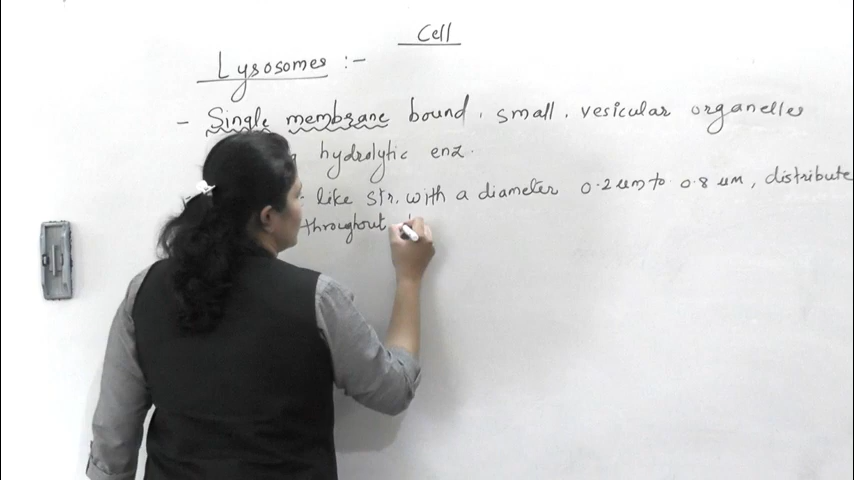 Cell
Lysosomes :-
- Single membrane bound, small, vesicular organelles
hydrolytic enz.
like str. with a diameter 0.2 um to 0.8 um, distribute
throughout